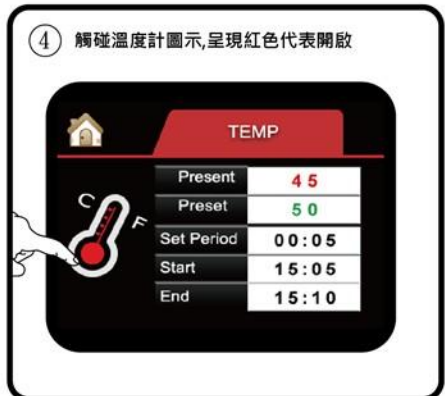 ④ 觸碰溫度計圖示,呈現紅色代表開啟
TEMP
C F
Present 45
Preset 50
Set Period 00:05
Start 15:05
End 15:10